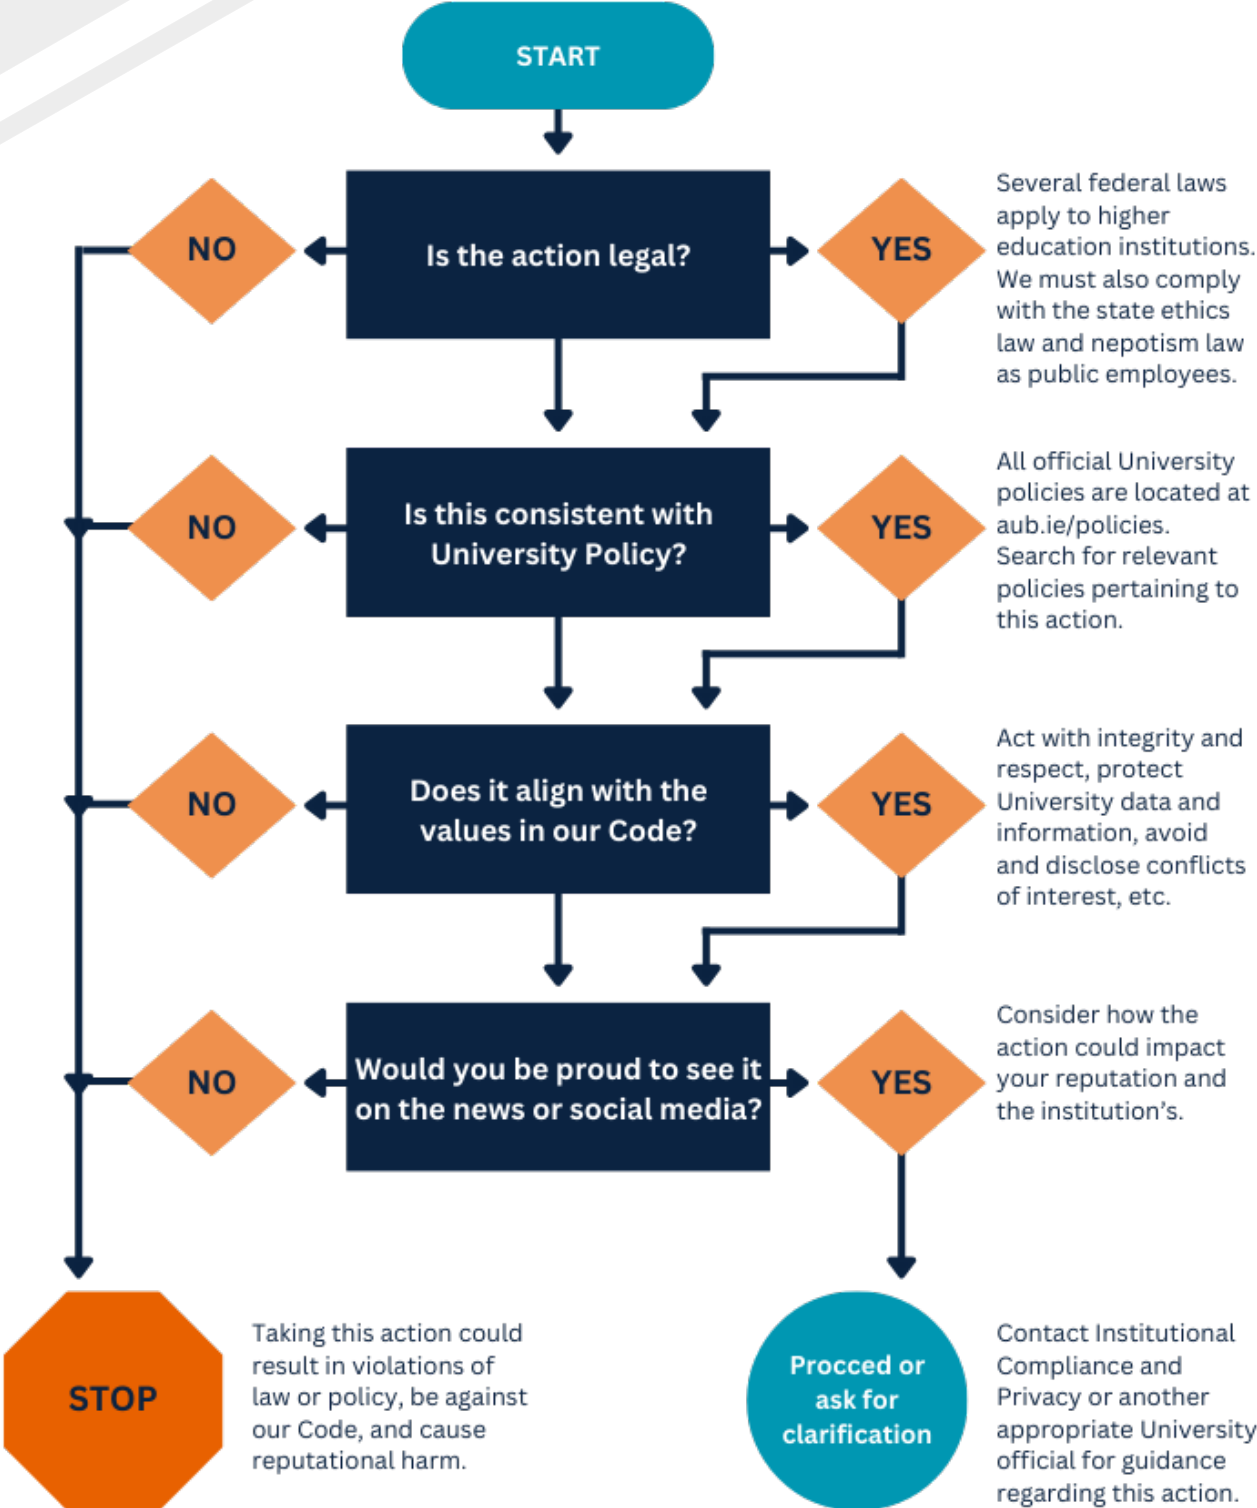 START
NO
Is the action legal?
YES
Several federal laws
apply to higher
education institutions.
We must also comply
with the state ethics
law and nepotism law
as public employees.
NO
Is this consistent with
University Policy?
YES
All official University
policies are located at
aub.ie/policies.
Search for relevant
policies pertaining to
this action.
NO
Does it align with the
values in our Code?
YES
Act with integrity and
respect, protect
University data and
information, avoid
and disclose conflicts
of interest, etc.
NO
Would you be proud to see it
on the news or social media?
YES
Consider how the
action could impact
your reputation and
the institution’s.
STOP
Taking this action could
result in violations of
law or policy, be against
our Code, and cause
reputational harm.
Procced or
ask for
clarification
Contact Institutional
Compliance and
Privacy or another
appropriate University
official for guidance
regarding this action.